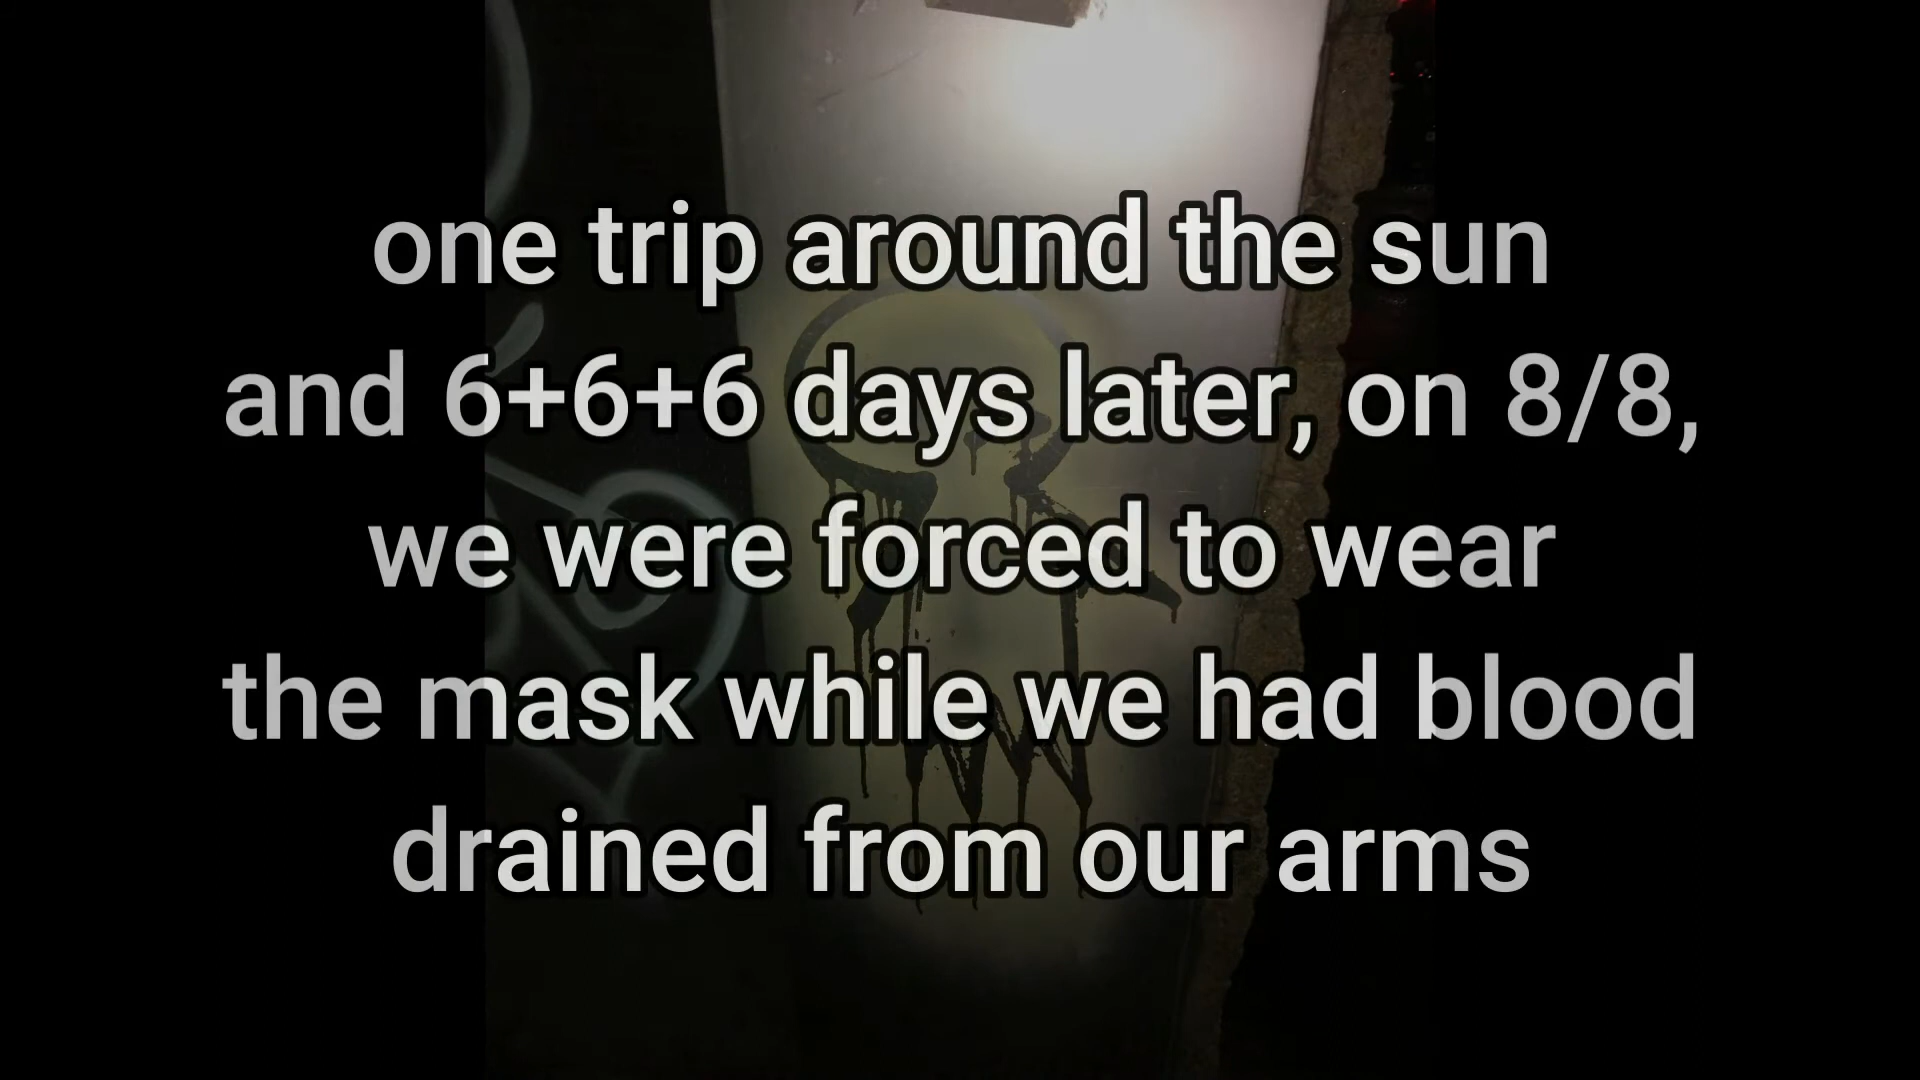 one trip around the sun
and 6+6+6 days later, on 8/8,
we were forced to wear
the mask while we had blood
drained from our arms